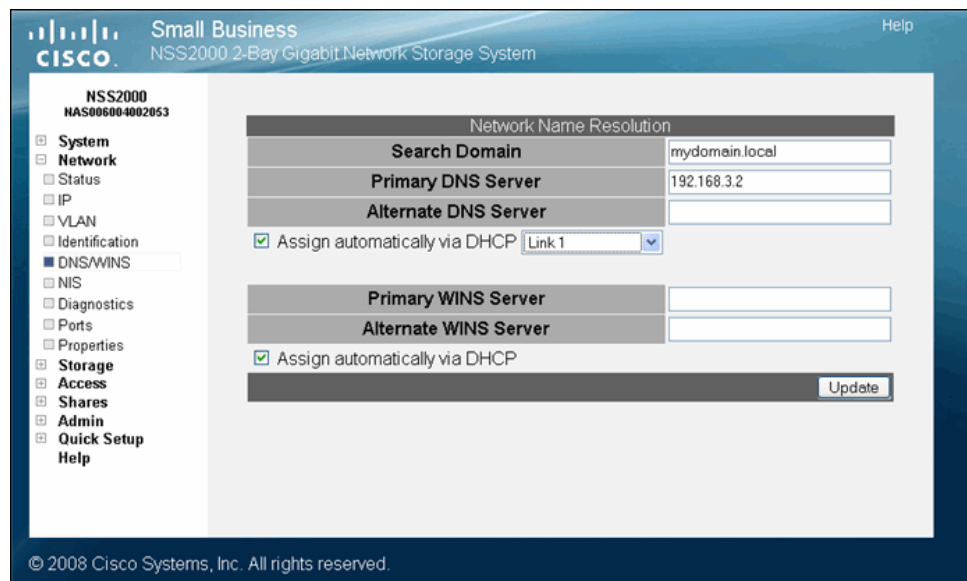 CISCO.
Small Business
NSS2000 2-Bay Gigabit Network Storage System
Help
NSS2000
NAS006004002053
System
Network
Status
IP
VLAN
Identification
DNS/WINS
NIS
Diagnostics
Ports
Properties
Storage
Access
Shares
Admin
Quick Setup
Help
Network Name Resolution
Search Domain mydomain.local
Primary DNS Server 192.168.3.2
Alternate DNS Server
Assign automatically via DHCP Link 1
Primary WINS Server
Alternate WINS Server
Assign automatically via DHCP
Update
© 2008 Cisco Systems, Inc. All rights reserved.